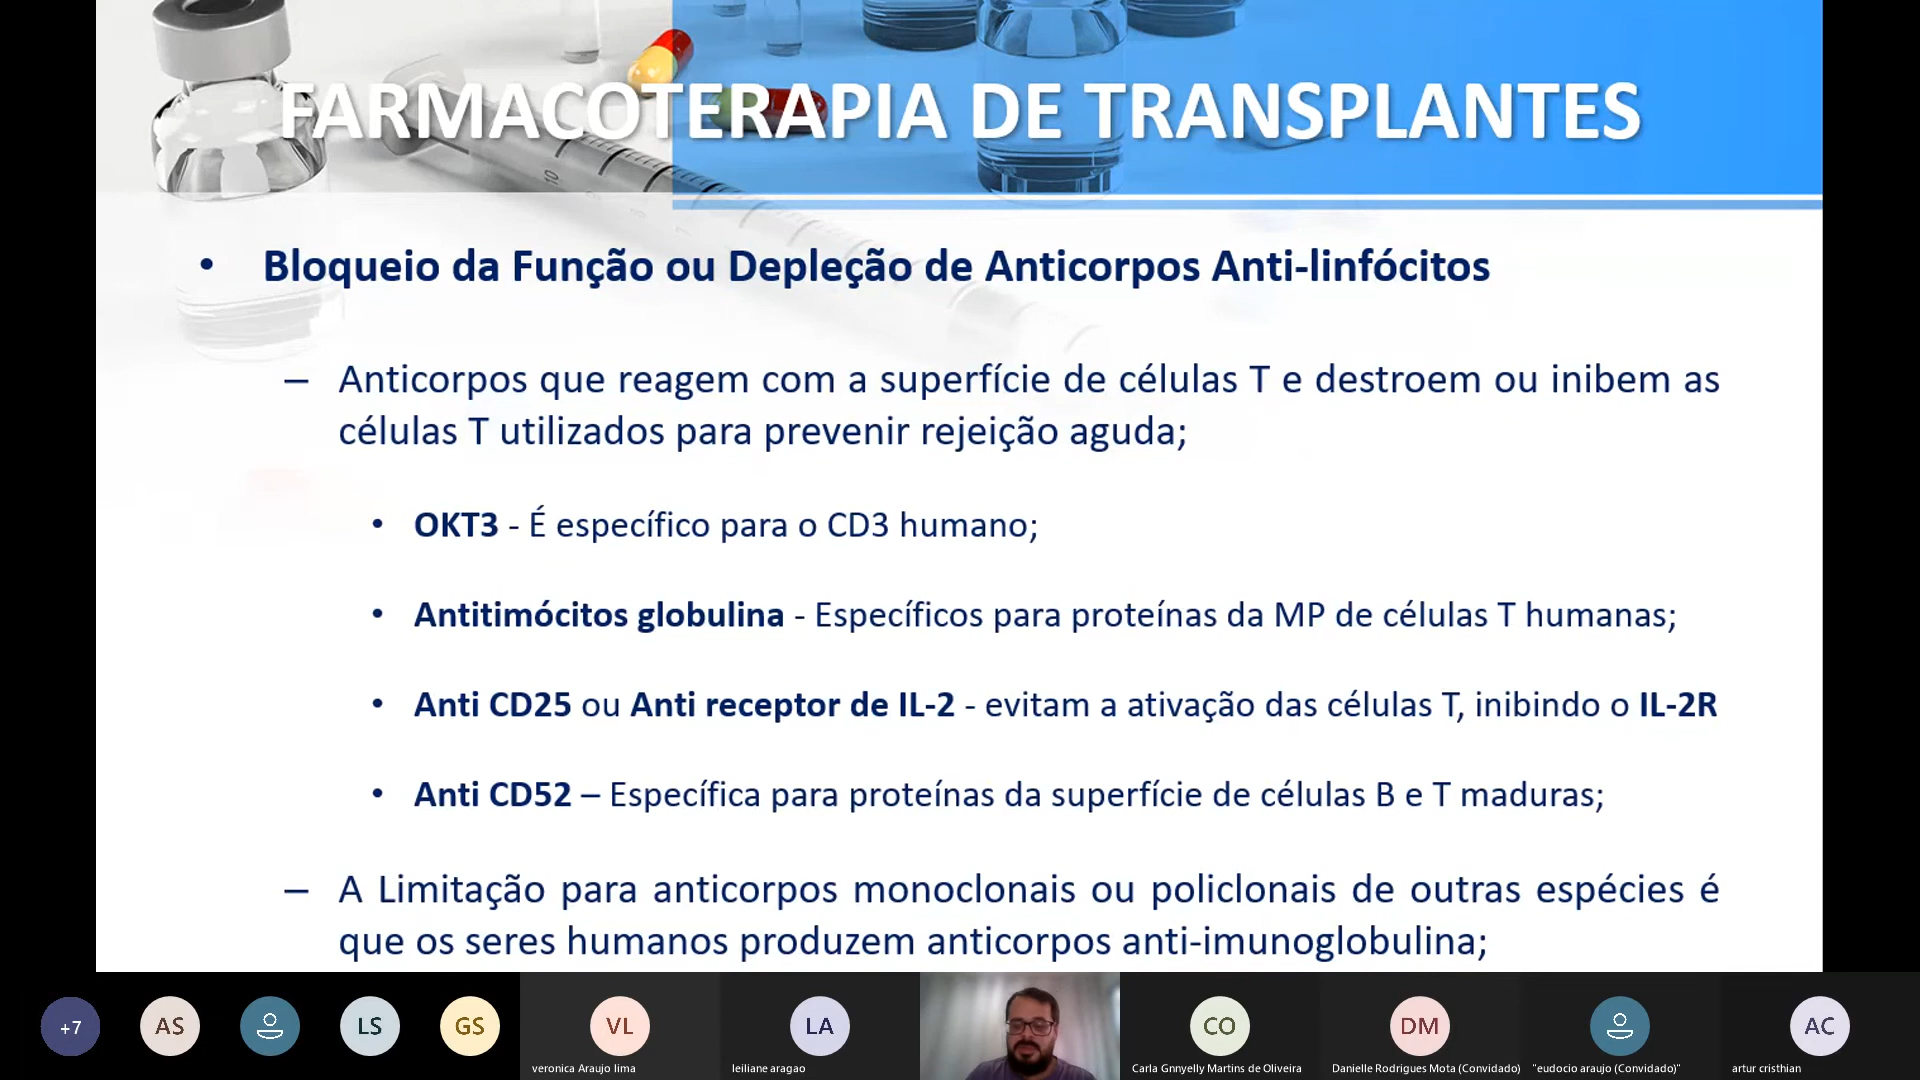 FARMACOTERAPIA DE TRANSPLANTES
• Bloqueio da Função ou Depleção de Anticorpos Anti-linfócitos
– Anticorpos que reagem com a superfície de células T e destroem ou inibem as
células T utilizados para prevenir rejeição aguda;
• OKT3 - É específico para o CD3 humano;
• Antitimócitos globulina - Específicos para proteínas da MP de células T humanas;
• Anti CD25 ou Anti receptor de IL-2 - evitam a ativação das células T, inibindo o IL-2R
• Anti CD52 – Específica para proteínas da superfície de células B e T maduras;
– A Limitação para anticorpos monoclonais ou policlonais de outras espécies é
que os seres humanos produzem anticorpos anti-imunoglobulina;
+7
AS
LS
GS
VL
veronica Araujo lima
LA
leiliane aragao
CO
Carla Gnnyelly Martins de Oliveira
DM
Danielle Rodrigues Mota (Convidado)
"eudocio araujo (Convidado)"
AC
artur cristhian
10